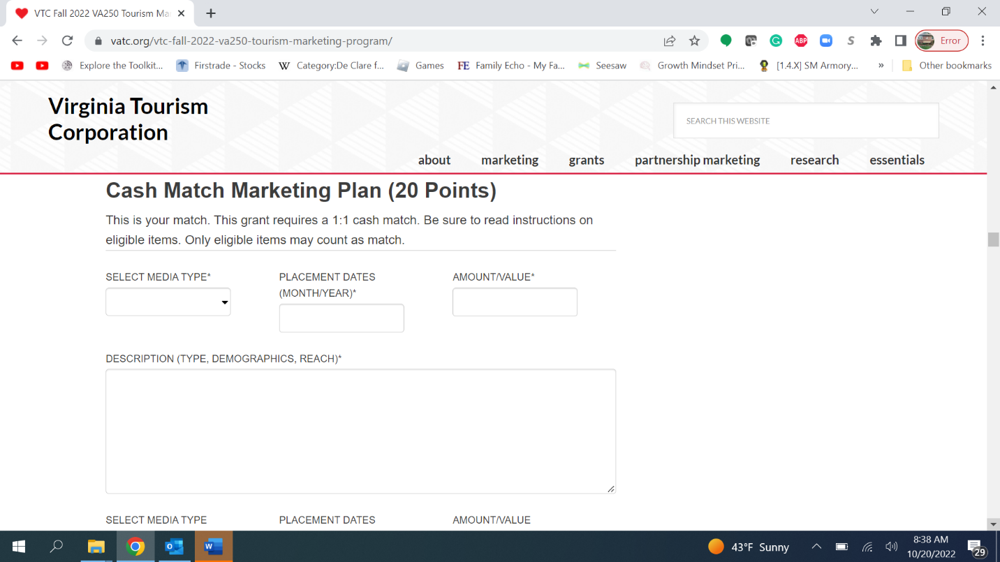 VTC Fall 2022 VA250 Tourism Ma
vatc.org/vtc-fall-2022-va250-tourism-marketing-program/
Error
Explore the Toolkit...
Firstrade - Stocks
W Category:De Clare f...
Games
FE Family Echo - My Fa...
Seesaw
Growth Mindset Pri...
[1.4.X] SM Armory...
»
Other bookmarks
Virginia Tourism
Corporation
SEARCH THIS WEBSITE
about marketing grants partnership marketing research essentials
Cash Match Marketing Plan (20 Points)
This is your match. This grant requires a 1:1 cash match. Be sure to read instructions on
eligible items. Only eligible items may count as match.
SELECT MEDIA TYPE*
PLACEMENT DATES
(MONTH/YEAR)*
AMOUNT/VALUE*
DESCRIPTION (TYPE, DEMOGRAPHICS, REACH)*
SELECT MEDIA TYPE
PLACEMENT DATES
AMOUNT/VALUE
43°F Sunny
8:38 AM
10/20/2022
29